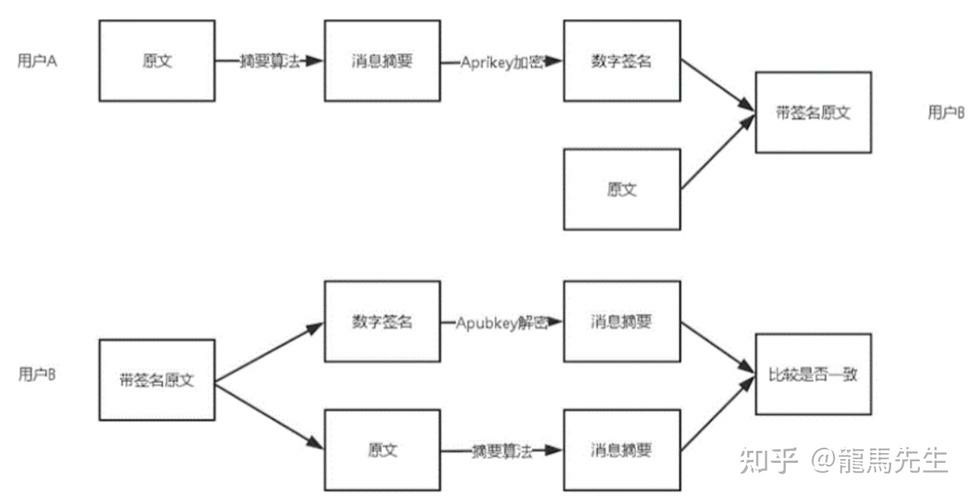 用户A
原文
摘要算法
消息摘要
Aprikey加密
数字签名
带签名原文
用户B
原文
用户B
带签名原文
数字签名
Apubkey解密
消息摘要
原文
摘要算法
消息摘要
比较是否一致
知乎 @龍馬先生